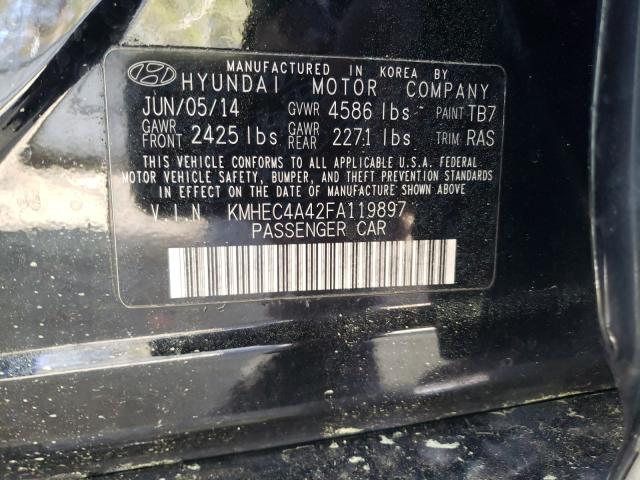 MANUFACTURED IN KOREA BY
HYUNDAI MOTOR COMPANY
JUN/05/14 GVWR 4586 lbs PAINT TB7
GAWR FRONT 2425 lbs GAWR REAR 2271 lbs TRIM RAS
THIS VEHICLE CONFORMS TO ALL APPLICABLE U.S.A. FEDERAL
MOTOR VEHICLE SAFETY, BUMPER, AND THEFT PREVENTION STANDARDS
IN EFFECT ON THE DATE OF MANUFACTURE SHOWN ABOVE
V I N KMHEC4A42FA119897
PASSENGER CAR